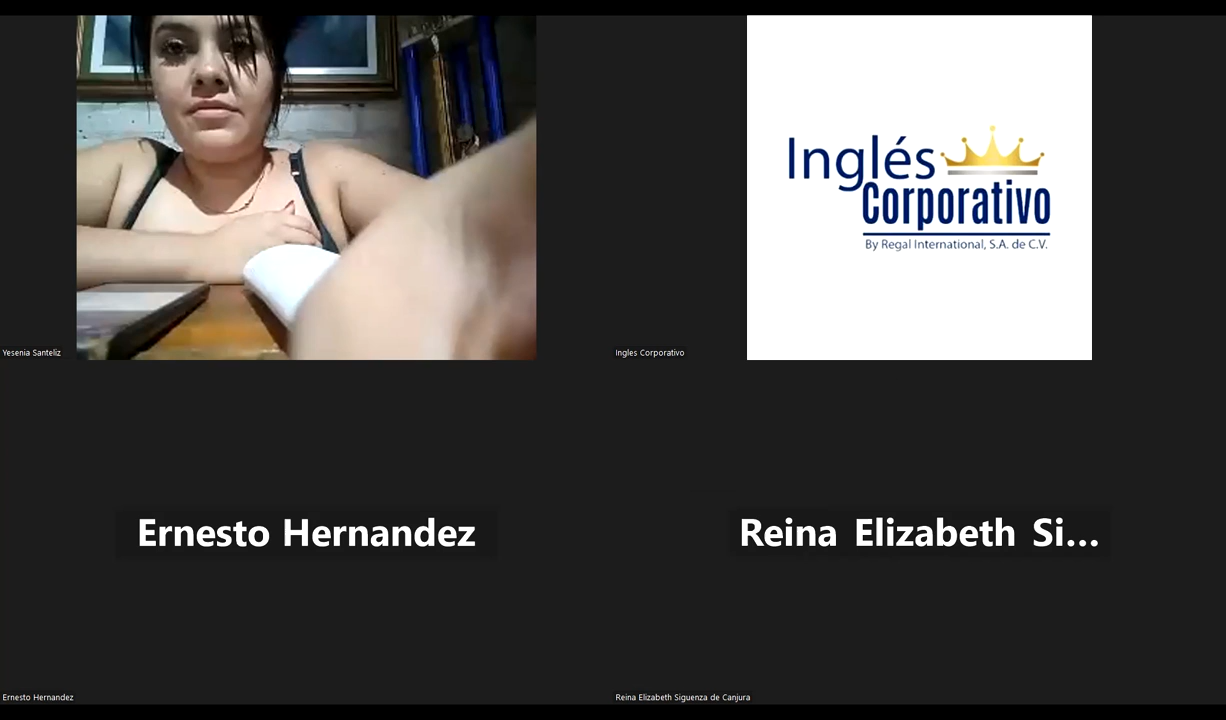 Inglés
Corporativo
By Regal International, S.A. de C.V.
Yesenia Santeliz
Ingles Corporativo
Ernesto Hernandez
Reina Elizabeth Si...
Ernesto Hernandez
Reina Elizabeth Siguenza de Canjura